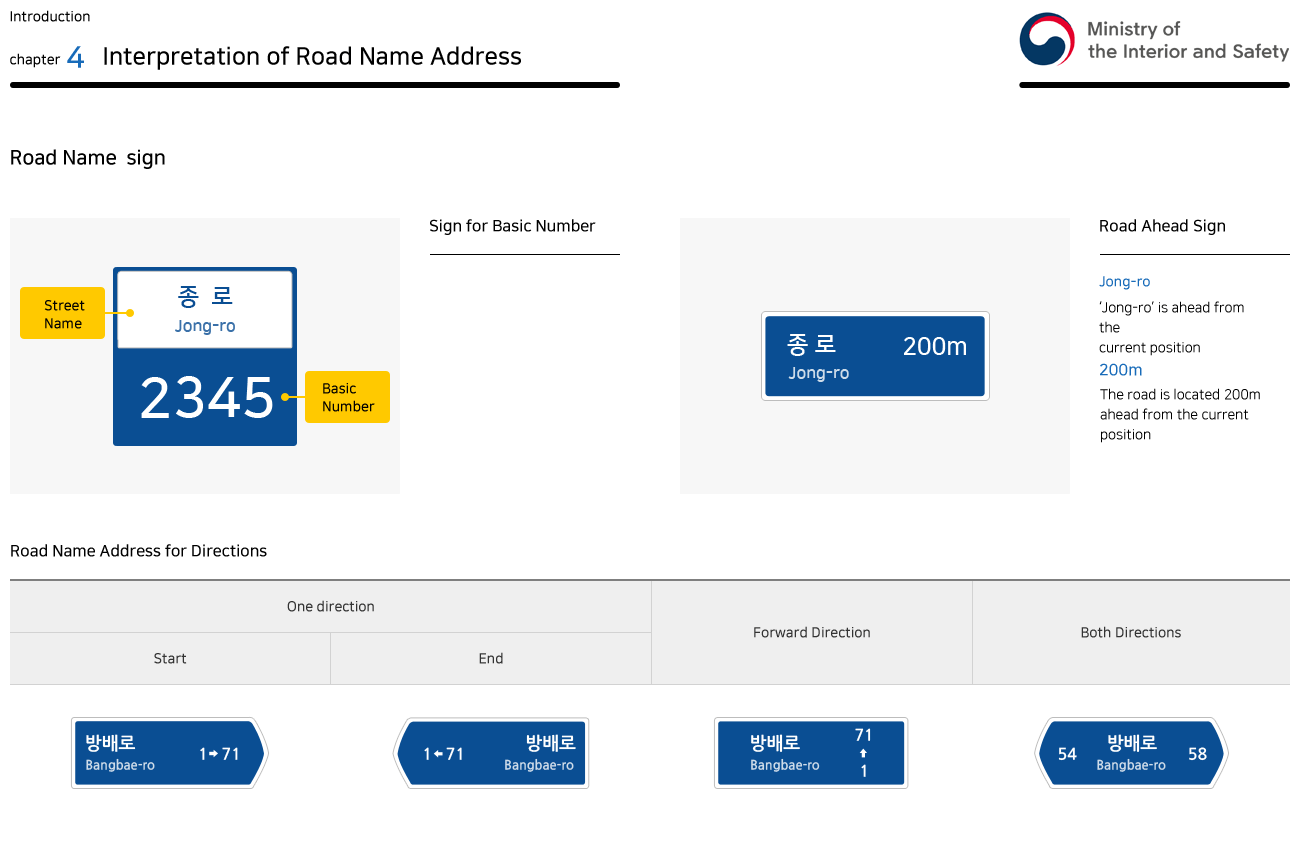 Introduction
chapter 4 Interpretation of Road Name Address
Ministry of
the Interior and Safety
Road Name sign
Street
Name
종 로
Jong-ro
2345
Basic
Number
Sign for Basic Number
종 로 200m
Jong-ro
Road Ahead Sign
Jong-ro
‘Jong-ro’ is ahead from
the
current position
200m
The road is located 200m
ahead from the current
position
Road Name Address for Directions
One direction
Start
End
Forward Direction
Both Directions
방배로
Bangbae-ro
1➡71
1⬅71
방배로
Bangbae-ro
방배로
Bangbae-ro
71
⬆
1
54
방배로
Bangbae-ro
58